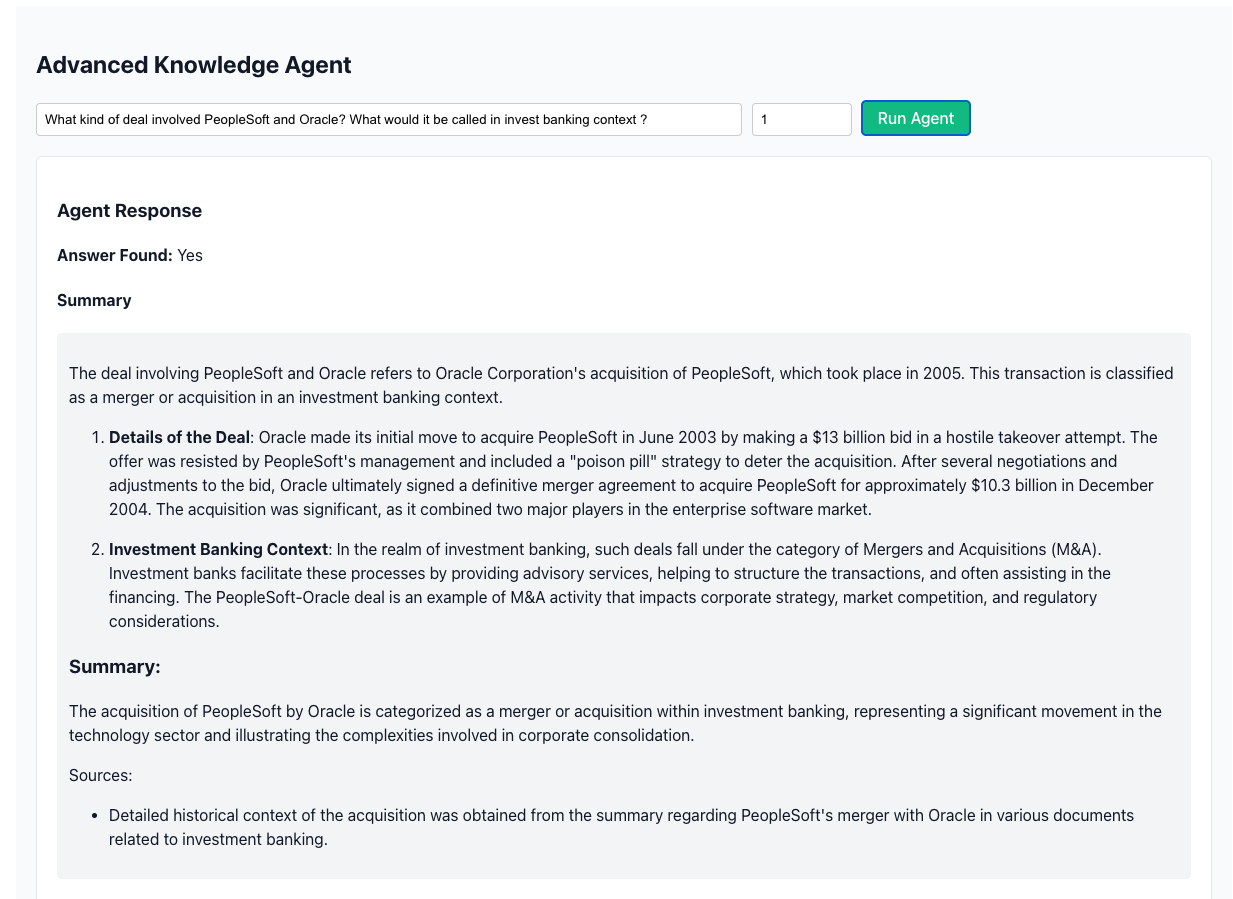 Advanced Knowledge Agent
What kind of deal involved PeopleSoft and Oracle? What would it be called in invest banking context ?
1
Run Agent
Agent Response
Answer Found: Yes
Summary
The deal involving PeopleSoft and Oracle refers to Oracle Corporation's acquisition of PeopleSoft, which took place in 2005. This transaction is classified
as a merger or acquisition in an investment banking context.
1. Details of the Deal: Oracle made its initial move to acquire PeopleSoft in June 2003 by making a $13 billion bid in a hostile takeover attempt. The
offer was resisted by PeopleSoft's management and included a "poison pill" strategy to deter the acquisition. After several negotiations and
adjustments to the bid, Oracle ultimately signed a definitive merger agreement to acquire PeopleSoft for approximately $10.3 billion in December
2004. The acquisition was significant, as it combined two major players in the enterprise software market.
2. Investment Banking Context: In the realm of investment banking, such deals fall under the category of Mergers and Acquisitions (M&A).
Investment banks facilitate these processes by providing advisory services, helping to structure the transactions, and often assisting in the
financing. The PeopleSoft-Oracle deal is an example of M&A activity that impacts corporate strategy, market competition, and regulatory
considerations.
Summary:
The acquisition of PeopleSoft by Oracle is categorized as a merger or acquisition within investment banking, representing a significant movement in the
technology sector and illustrating the complexities involved in corporate consolidation.
Sources:
• Detailed historical context of the acquisition was obtained from the summary regarding PeopleSoft's merger with Oracle in various documents
related to investment banking.